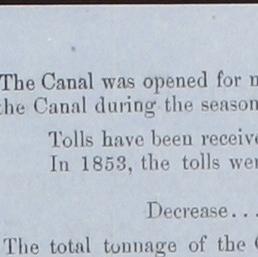 The Canal was opened for
the Canal during the season
Tolls have been receive
In 1853, the tolls wer
Decrease...
The total tonnage of the